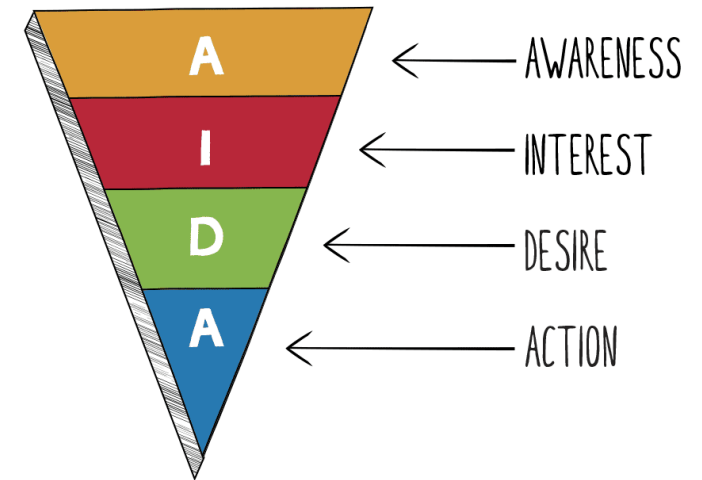 A
AWARENESS
I
INTEREST
D
DESIRE
A
ACTION